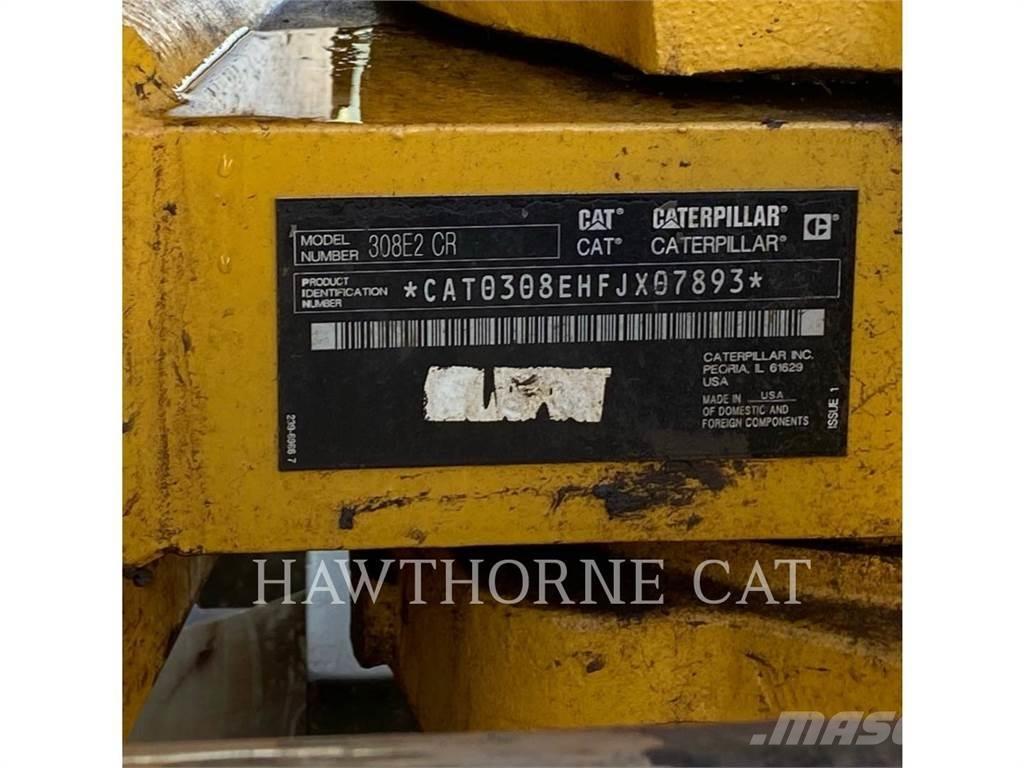 MODEL NUMBER 308E2 CR
CAT® CATERPILLAR®
CAT® CATERPILLAR®
PRODUCT IDENTIFICATION NUMBER *CAT0308EHFJX07893*
CATERPILLAR INC.
PEORIA, IL 61629
USA
MADE IN USA
OF DOMESTIC AND
FOREIGN COMPONENTS
ISSUE 1
HAWTHORNE CAT